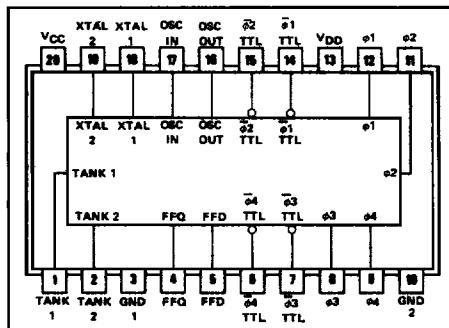 XTAL XTAL OSC OSC φ̄2 φ̄1
VCC 2 1 IN OUT TTL TTL VDD φ1 φ2
20 19 18 17 16 15 14 13 12 11
XTAL XTAL OSC OSC φ̄2 φ̄1 φ1
2 1 IN OUT TTL TTL
TANK 1 φ2
φ̄4 φ̄3
TANK 2 FFQ FFD TTL TTL φ3 φ4
1 2 3 4 5 6 7 8 9 10
TANK TANK GND FFQ FFD φ̄4 φ̄3 φ3 φ4 GND
1 2 1 TTL TTL 2